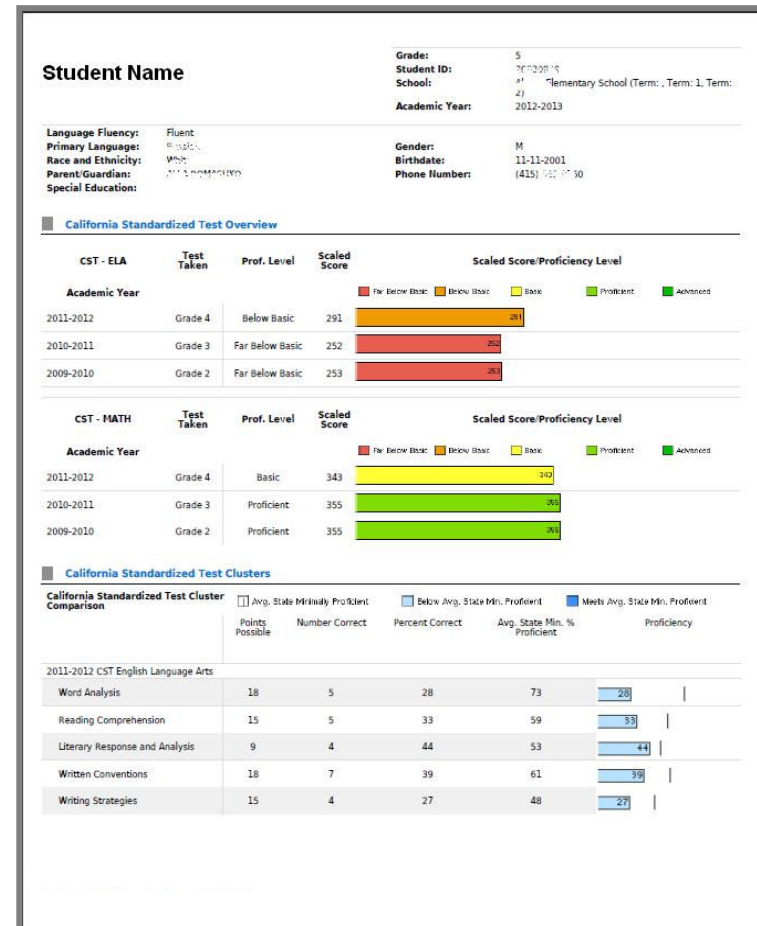 Student Name
Grade: 5
Student ID:
School: Elementary School (Term: , Term: 1, Term:
2)
Academic Year: 2012-2013
Language Fluency: Fluent
Primary Language:
Race and Ethnicity:
Parent/Guardian:
Special Education:
Gender: M
Birthdate: 11-11-2001
Phone Number: (415)
California Standardized Test Overview
CST - ELA Test Taken Prof. Level Scaled Score Scaled Score/Proficiency Level
Academic Year Far Below Basic Below Basic Basic Proficient Advanced
2011-2012 Grade 4 Below Basic 291 291
2010-2011 Grade 3 Far Below Basic 252 252
2009-2010 Grade 2 Far Below Basic 253 253
CST - MATH Test Taken Prof. Level Scaled Score Scaled Score/Proficiency Level
Academic Year Far Below Basic Below Basic Basic Proficient Advanced
2011-2012 Grade 4 Basic 343 343
2010-2011 Grade 3 Proficient 355 355
2009-2010 Grade 2 Proficient 355 355
California Standardized Test Clusters
California Standardized Test Cluster
Comparison
Avg. State Minimally Proficient Below Avg. State Min. Proficient Meets Avg. State Min. Proficient
Points Possible Number Correct Percent Correct Avg. State Min. % Proficient Proficiency
2011-2012 CST English Language Arts
Word Analysis 18 5 28 73 28
Reading Comprehension 15 5 33 59 33
Literary Response and Analysis 9 4 44 53 44
Written Conventions 18 7 39 61 39
Writing Strategies 15 4 27 48 27